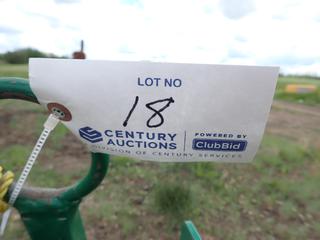 LOT NO
18
CENTURY AUCTIONS
POWERED BY
ClubBid
DIVISION OF CENTURY SERVICES